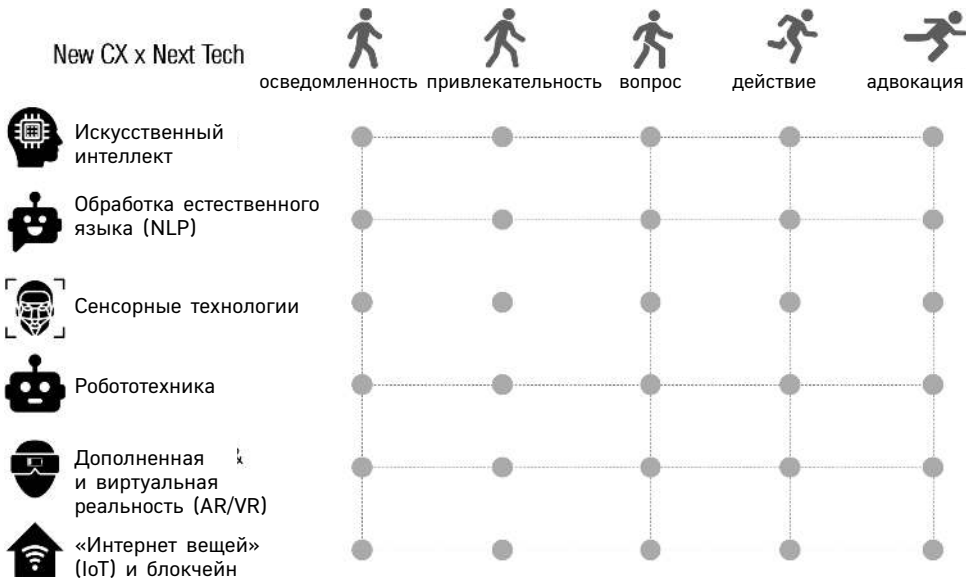 New CX x Next Tech
осведомленность привлекательность вопрос действие адвокация
Искусственный
интеллект
Обработка естественного
языка (NLP)
Сенсорные технологии
Робототехника
Дополненная &
и виртуальная
реальность (AR/VR)
«Интернет вещей»
(IoT) и блокчейн